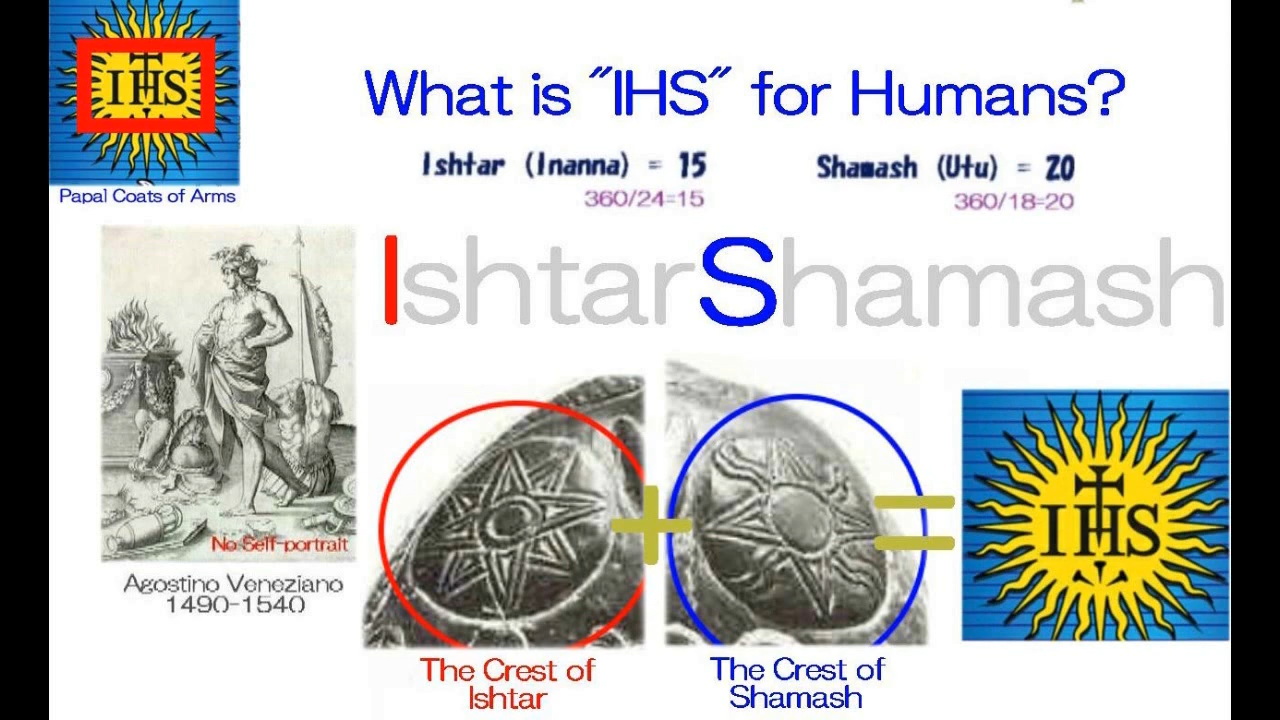 IHS
Papal Coats of Arms
What is "IHS" for Humans?
Ishtar (Inanna) = 15
360/24=15
Shamash (Utu) = 20
360/18=20
IshtarShamash
No Self-portrait
Agostino Veneziano
1490-1540
+
=
IHS
The Crest of
Ishtar
The Crest of
Shamash